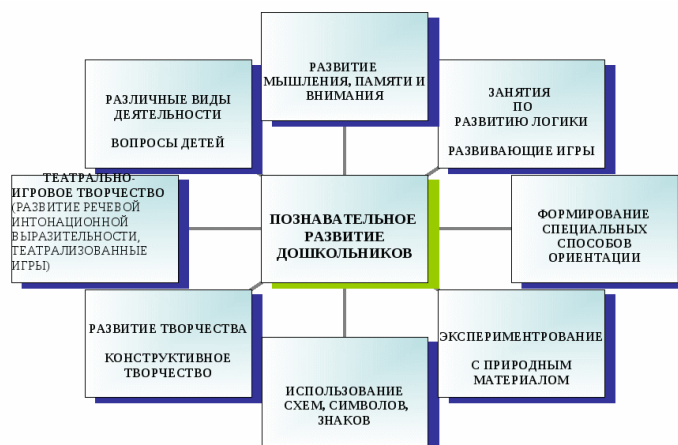 РАЗВИТИЕ
МЫШЛЕНИЯ, ПАМЯТИ И
ВНИМАНИЯ
РАЗЛИЧНЫЕ ВИДЫ
ДЕЯТЕЛЬНОСТИ
ВОПРОСЫ ДЕТЕЙ
ЗАНЯТИЯ
ПО
РАЗВИТИЮ ЛОГИКИ
РАЗВИВАЮЩИЕ ИГРЫ
ТЕАТРАЛЬНО-
ИГРОВОЕ ТВОРЧЕСТВО
(РАЗВИТИЕ РЕЧЕВОЙ
ИНТОНАЦИОННОЙ
ВЫРАЗИТЕЛЬНОСТИ,
ТЕАТРАЛИЗОВАННЫЕ
ИГРЫ)
ПОЗНАВАТЕЛЬНОЕ
РАЗВИТИЕ
ДОШКОЛЬНИКОВ
ФОРМИРОВАНИЕ
СПЕЦИАЛЬНЫХ
СПОСОБОВ
ОРИЕНТАЦИИ
РАЗВИТИЕ ТВОРЧЕСТВА
КОНСТРУКТИВНОЕ
ТВОРЧЕСТВО
ЭКСПЕРИМЕНТРОВАНИЕ
С ПРИРОДНЫМ
МАТЕРИАЛОМ
ИСПОЛЬЗОВАНИЕ
СХЕМ, СИМВОЛОВ,
ЗНАКОВ